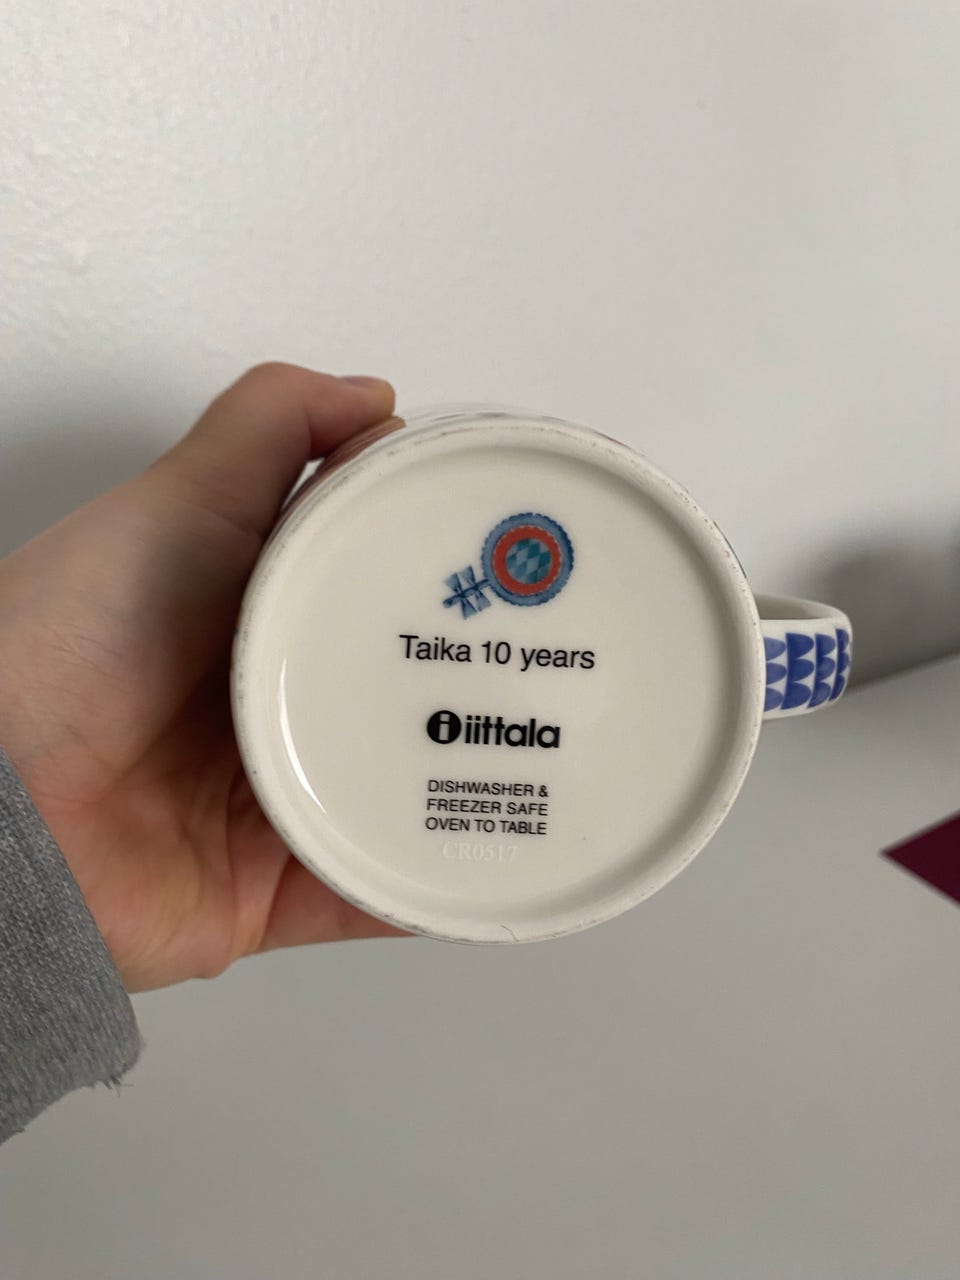 Taika 10 years
iittala
DISHWASHER &
FREEZER SAFE
OVEN TO TABLE
CR0517